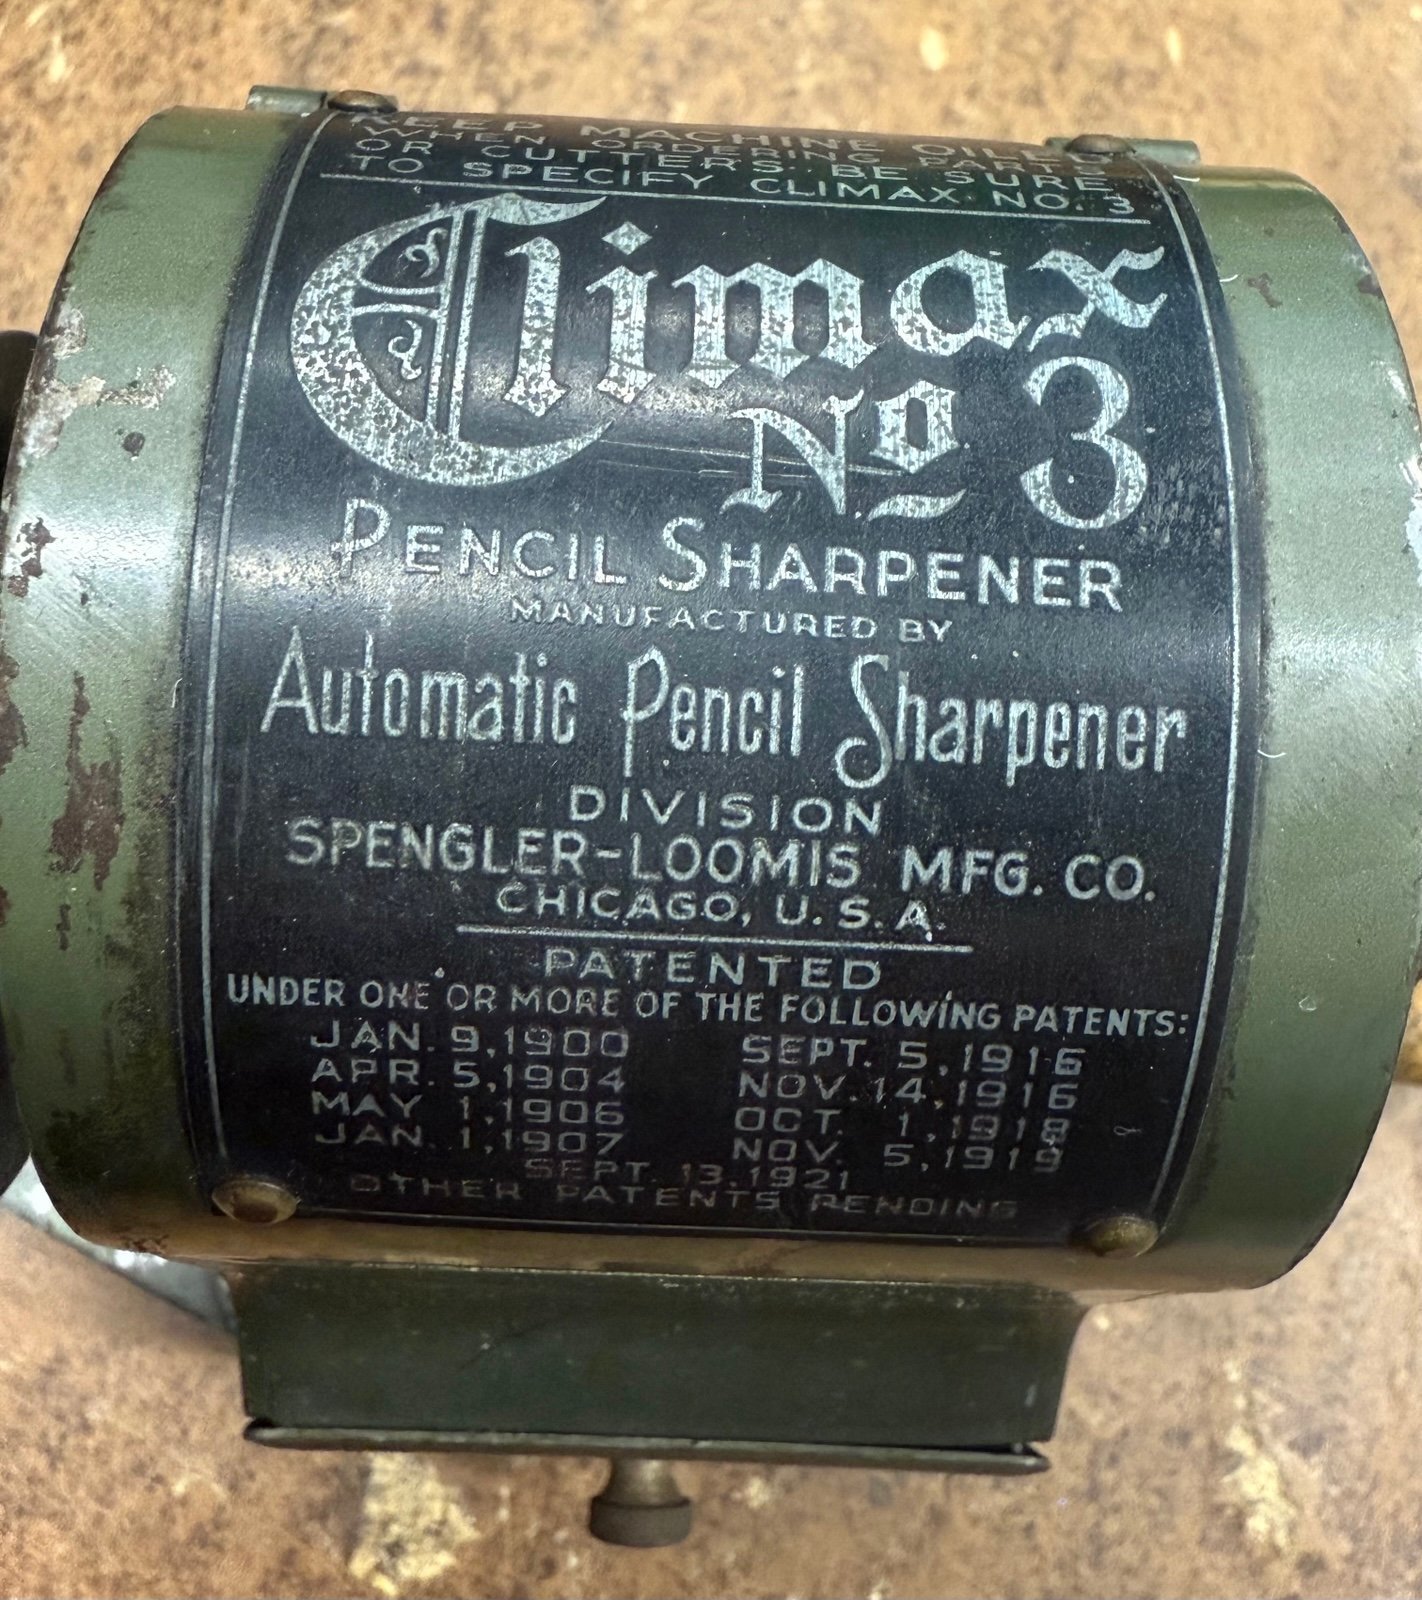 KEEP MACHINE OILED
WHEN ORDERING PARTS
OR CUTTERS BE SURE
TO SPECIFY CLIMAX NO. 3
Climax
No 3
PENCIL SHARPENER
MANUFACTURED BY
Automatic Pencil Sharpener
DIVISION
SPENGLER-LOOMIS MFG. CO.
CHICAGO, U. S. A.
PATENTED
UNDER ONE OR MORE OF THE FOLLOWING PATENTS:
JAN. 9, 1900 SEPT. 5, 1916
APR. 5, 1904 NOV. 14, 1916
MAY 1, 1906 OCT. 1, 1918
JAN. 1, 1907 NOV. 5, 1919
SEPT. 13, 1921
OTHER PATENTS PENDING